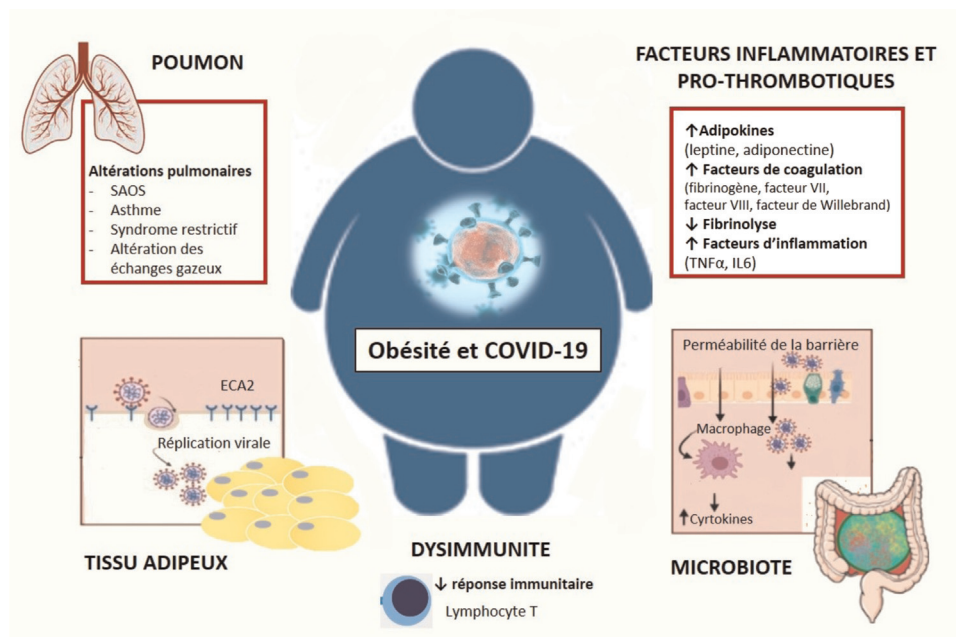 POUMON
Altérations pulmonaires
- SAOS
- Asthme
- Syndrome restrictif
- Altération des
échanges gazeux
FACTEURS INFLAMMATOIRES ET
PRO-THROMBOTIQUES
↑Adipokines
(leptine, adiponectine)
↑ Facteurs de coagulation
(fibrinogène, facteur VII,
facteur VIII, facteur de Willebrand)
↓ Fibrinolyse
↑ Facteurs d’inflammation
(TNFα, IL6)
Obésité et COVID-19
ECA2
Réplication virale
TISSU ADIPEUX
DYSIMMUNITE
↓ réponse immunitaire
Lymphocyte T
Perméabilité de la barrière
Macrophage
↑ Cyrtokines
MICROBIOTE